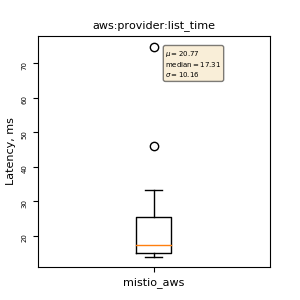 aws:provider:list_time
μ = 20.77
median = 17.31
σ = 10.16
Latency, ms
70
60
50
40
30
20
mistio_aws